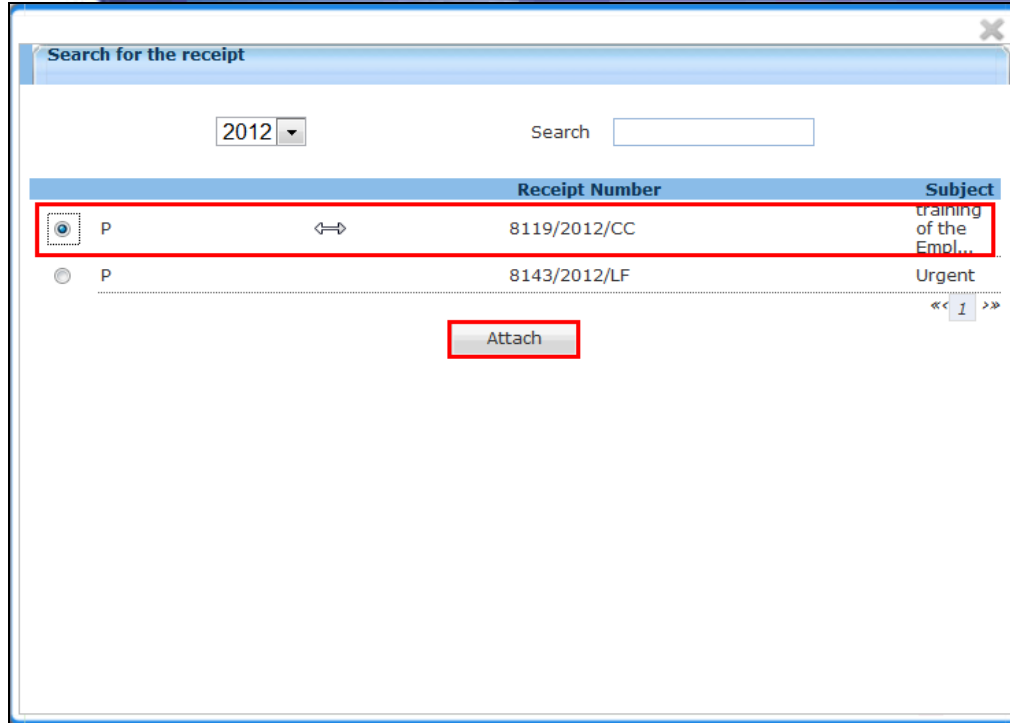 Search for the receipt
2012 Search
Receipt Number Subject
P 8119/2012/CC training
of the
Empl...
P 8143/2012/LF Urgent
«< 1 >»
Attach